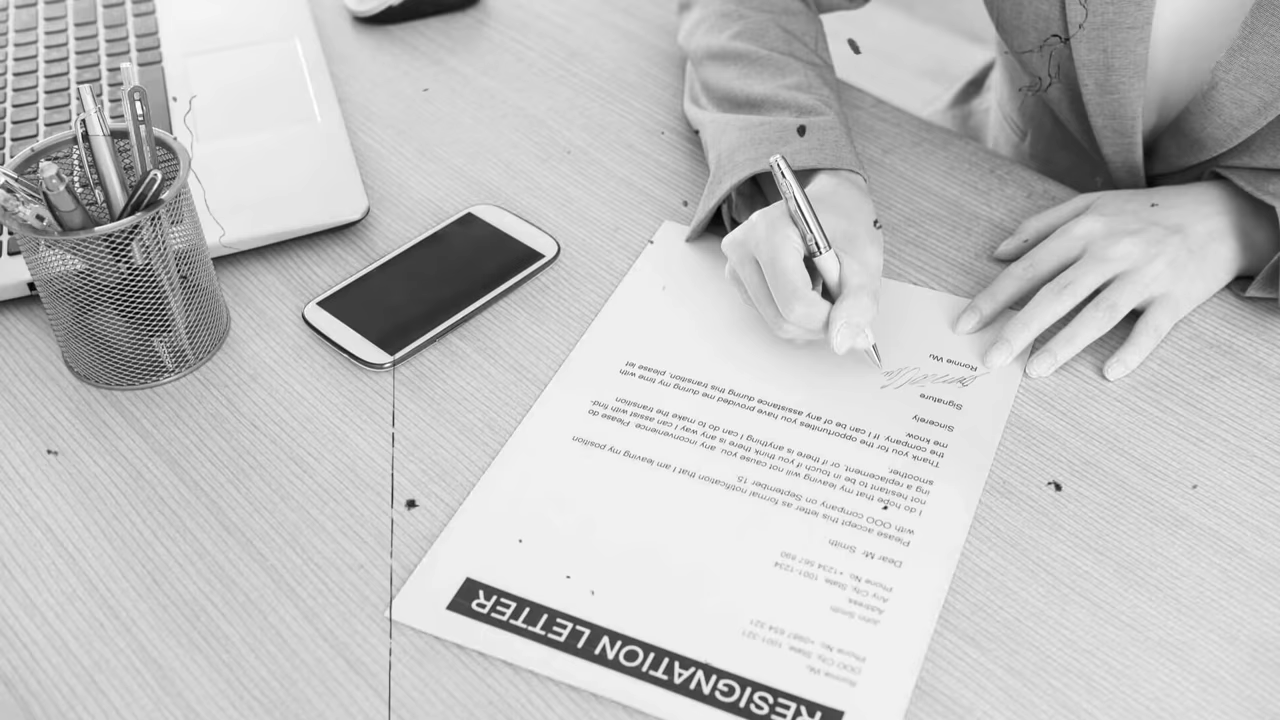 RESIGNATION LETTER
Ronnie Wu.
OOO City. State, 1001-321
Phone No: +0987 654-321
John Smith
Address.
Any City, State, 1001-1234
Phone No. +1234 567 890
Dear Mr Smith
Please accept this letter as formal notification that I am leaving my position
with OOO company on September 15
I do hope that my leaving will not cause you any inconvenience. Please do
not hesitant to be in touch if you think there is any way I can assist with find-
ing a replacement, or if there is anything I can do to make the transition
smoother.
Thank you for the opportunities you have provided me during my time with
the company. If I can be of any assistance during this transition, please let
me know.
Sincerely
Signature
Ronnie Wu